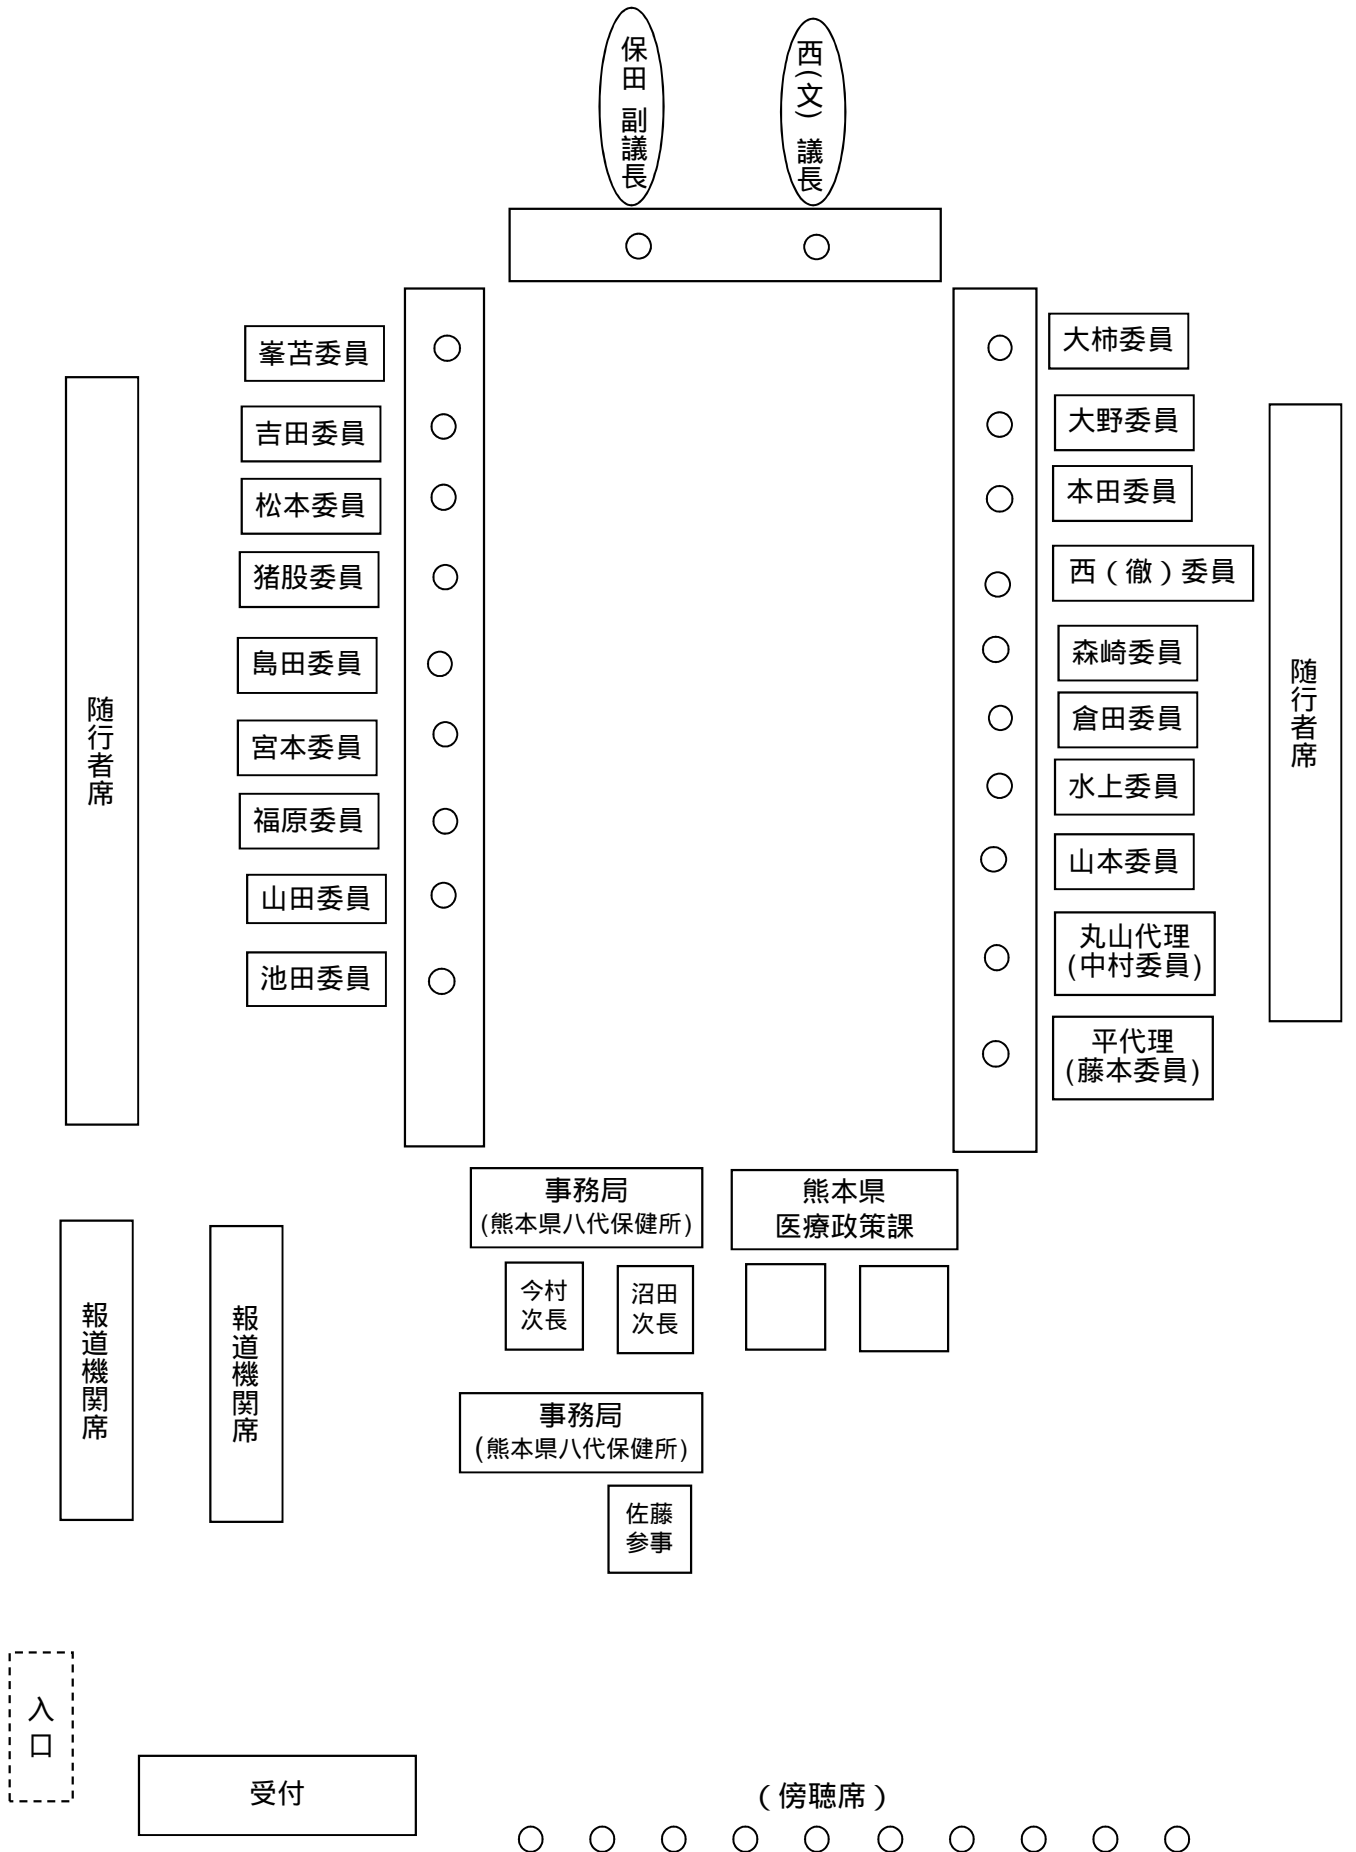 保田 副議長
西(文) 議長
峯苫委員
吉田委員
松本委員
猪股委員
島田委員
宮本委員
福原委員
山田委員
池田委員
大柿委員
大野委員
本田委員
西（徹）委員
森崎委員
倉田委員
水上委員
山本委員
丸山代理
(中村委員)
平代理
(藤本委員)
随行者席
随行者席
事務局
(熊本県八代保健所)
熊本県
医療政策課
今村
次長
沼田
次長
事務局
(熊本県八代保健所)
佐藤
参事
報道機関席
報道機関席
入口
受付
（傍聴席）